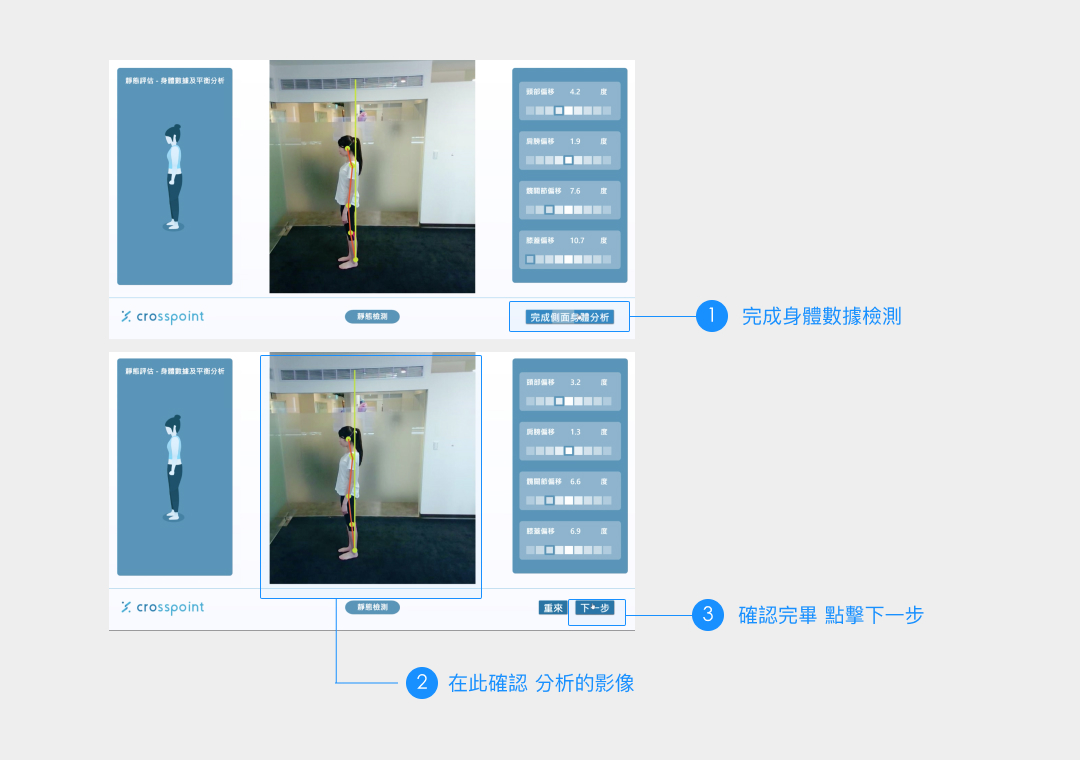 靜態評估 - 身體數據及平衡分析
頭部偏移 4.2 度
肩膀偏移 1.9 度
髖關節偏移 7.6 度
膝蓋偏移 10.7 度
crosspoint
靜態檢測
完成側面身體分析
1 完成身體數據檢測
靜態評估 - 身體數據及平衡分析
頭部偏移 3.2 度
肩膀偏移 1.3 度
髖關節偏移 6.6 度
膝蓋偏移 6.9 度
crosspoint
靜態檢測
重來
下一步
3 確認完畢 點擊下一步
2 在此確認 分析的影像